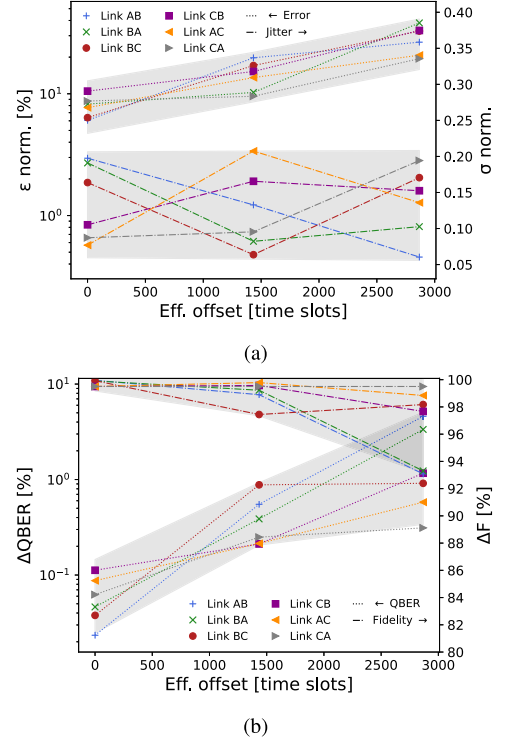 ε norm. [%]
10¹
10⁰
0.40
0.35
0.30
0.25
0.20
0.15
0.10
0.05
σ norm.
Link AB
Link BA
Link BC
Link CB
Link AC
Link CA
← Error
Jitter →
0 500 1000 1500 2000 2500 3000
Eff. offset [time slots]
(a)
ΔQBER [%]
10¹
10⁰
10⁻¹
100
98
96
94
92
90
88
86
84
82
80
ΔF [%]
Link AB
Link BA
Link BC
Link CB
Link AC
Link CA
← QBER
Fidelity →
0 500 1000 1500 2000 2500 3000
Eff. offset [time slots]
(b)